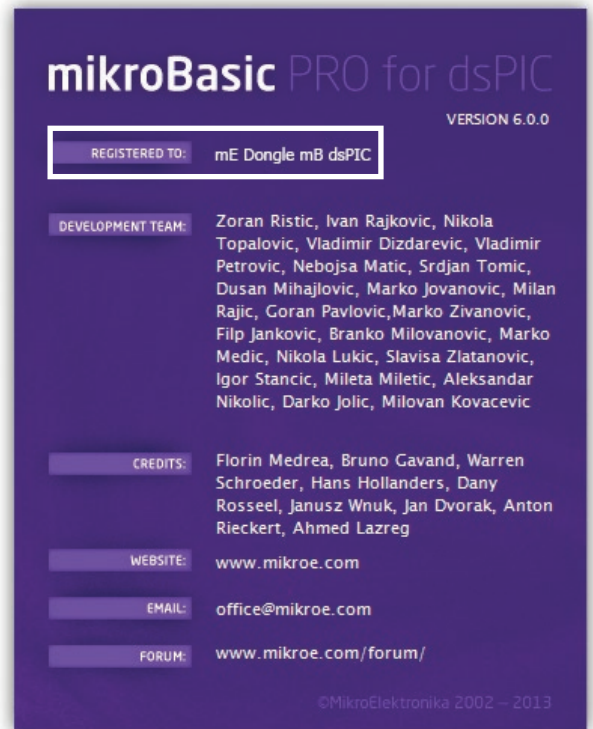 mikroBasic PRO for dsPIC
VERSION 6.0.0
REGISTERED TO: mE Dongle mB dsPIC
DEVELOPMENT TEAM: Zoran Ristic, Ivan Rajkovic, Nikola
Topalovic, Vladimir Dizdarevic, Vladimir
Petrovic, Nebojsa Matic, Srdjan Tomic,
Dusan Mihajlovic, Marko Jovanovic, Milan
Rajic, Goran Pavlovic,Marko Zivanovic,
Filp Jankovic, Branko Milovanovic, Marko
Medic, Nikola Lukic, Slavisa Zlatanovic,
Igor Stancic, Mileta Miletic, Aleksandar
Nikolic, Darko Jolic, Milovan Kovacevic
CREDITS: Florin Medrea, Bruno Gavand, Warren
Schroeder, Hans Hollanders, Dany
Rosseel, Janusz Wnuk, Jan Dvorak, Anton
Rieckert, Ahmed Lazreg
WEBSITE: www.mikroe.com
EMAIL: office@mikroe.com
FORUM: www.mikroe.com/forum/
©MikroElektronika 2002 – 2013